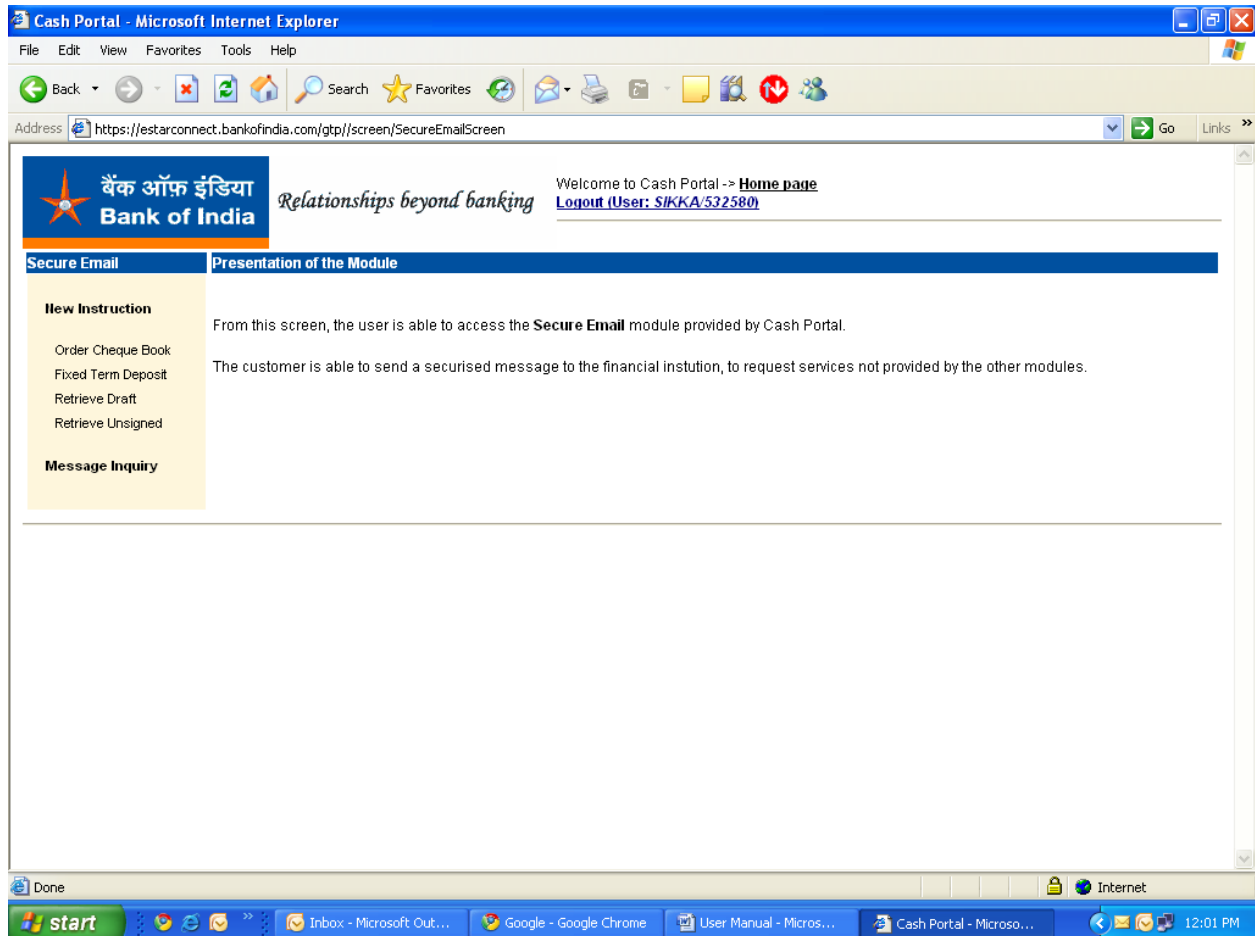 Cash Portal - Microsoft Internet Explorer
File Edit View Favorites Tools Help
Back Search Favorites
Address https://estarconnect.bankofindia.com/gtp//screen/SecureEmailScreen Go Links »
बैंक ऑफ़ इंडिया
Bank of India
Relationships beyond banking
Welcome to Cash Portal -> Home page
Logout (User: SIKKA/532580)
Secure Email
Presentation of the Module
New Instruction
Order Cheque Book
Fixed Term Deposit
Retrieve Draft
Retrieve Unsigned
Message Inquiry
From this screen, the user is able to access the Secure Email module provided by Cash Portal.
The customer is able to send a securised message to the financial instution, to request services not provided by the other modules.
Done Internet
start » Inbox - Microsoft Out... Google - Google Chrome User Manual - Micros... Cash Portal - Microso... 12:01 PM